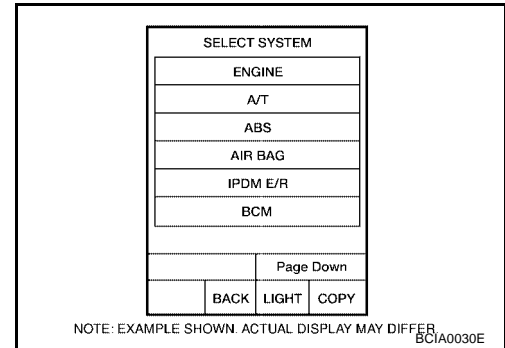 SELECT SYSTEM
ENGINE
A/T
ABS
AIR BAG
IPDM E/R
BCM
Page Down
BACK LIGHT COPY
NOTE: EXAMPLE SHOWN. ACTUAL DISPLAY MAY DIFFER.
BCIA0030E